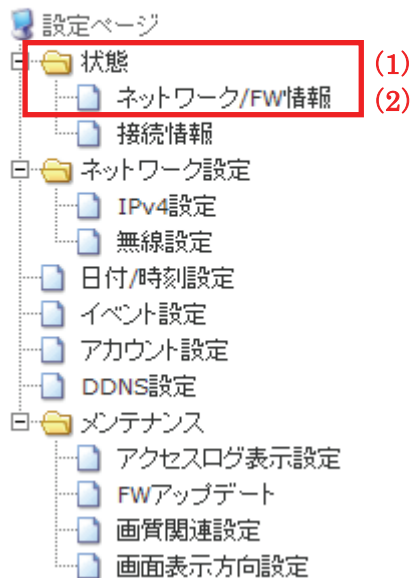 設定ページ
状態 (1)
ネットワーク/FW情報 (2)
接続情報
ネットワーク設定
IPv4設定
無線設定
日付/時刻設定
イベント設定
アカウント設定
DDNS設定
メンテナンス
アクセスログ表示設定
FWアップデート
画質関連設定
画面表示方向設定